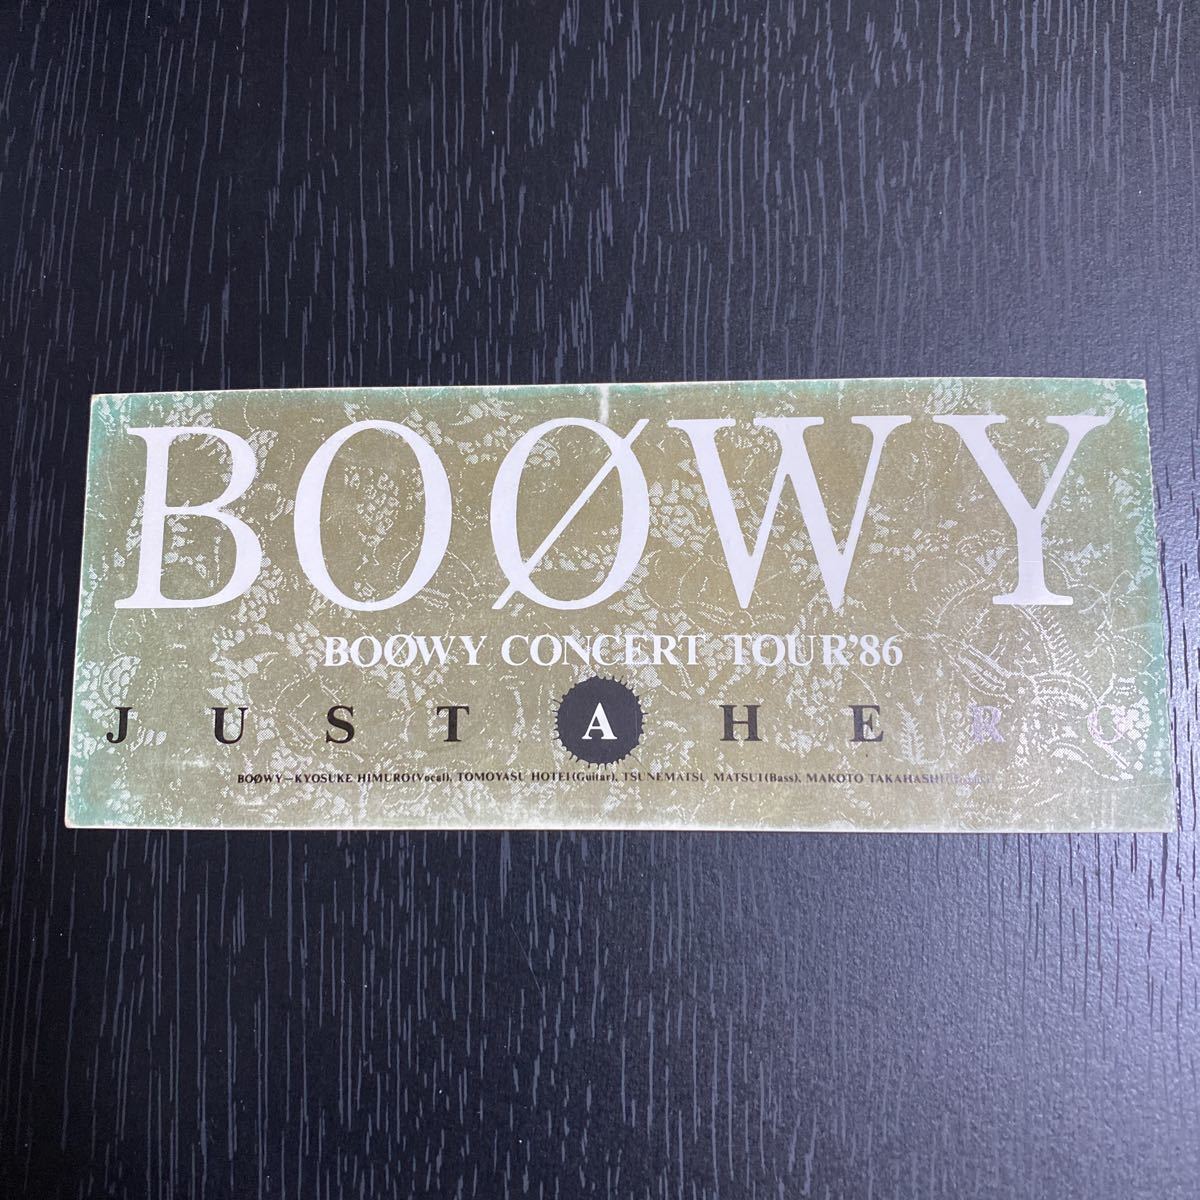 BOØWY
BOØWY CONCERT TOUR'86
JUST A HERO
BOØWY—KYOSUKE HIMURO(Vocal), TOMOYASU HOTEI(Guitar), TSUNEMATSU MATSUI(Bass), MAKOTO TAKAHASHI